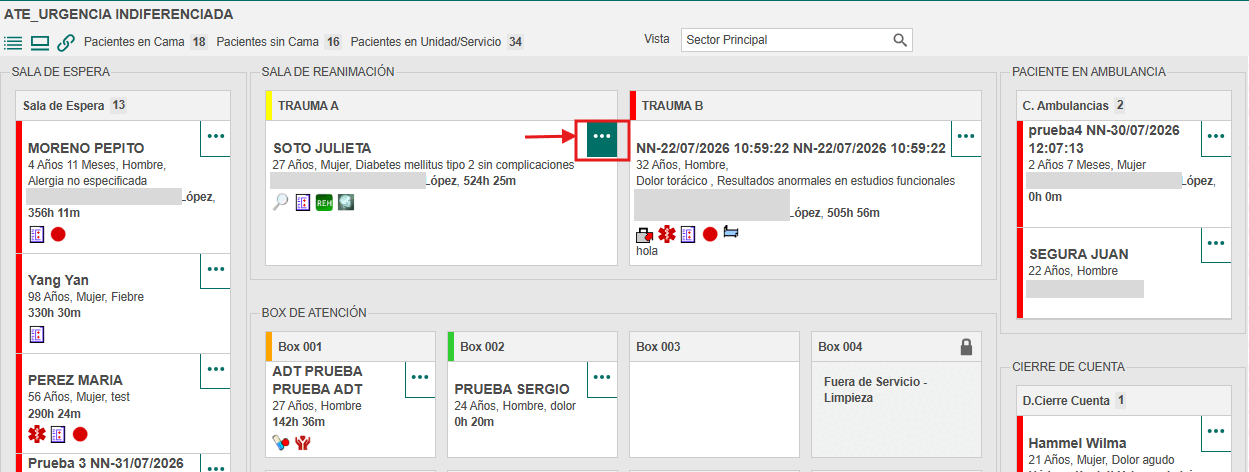 ATE_URGENCIA INDIFERENCIADA
Pacientes en Cama 18 Pacientes sin Cama 16 Pacientes en Unidad/Servicio 34
Vista Sector Principal
SALA DE ESPERA
Sala de Espera 13
MORENO PEPITO
4 Años 11 Meses, Hombre,
Alergia no especificada
López,
356h 11m
Yang Yan
98 Años, Mujer, Fiebre
330h 30m
PEREZ MARIA
56 Años, Mujer, test
290h 24m
Prueba 3 NN-31/07/2026
SALA DE REANIMACIÓN
TRAUMA A
SOTO JULIETA
27 Años, Mujer, Diabetes mellitus tipo 2 sin complicaciones
López, 524h 25m
REH
TRAUMA B
NN-22/07/2026 10:59:22 NN-22/07/2026 10:59:22
32 Años, Hombre,
Dolor torácico , Resultados anormales en estudios funcionales
López, 505h 56m
hola
BOX DE ATENCIÓN
Box 001
ADT PRUEBA
PRUEBA ADT
27 Años, Hombre
142h 36m
Box 002
PRUEBA SERGIO
24 Años, Hombre, dolor
0h 20m
Box 003
Box 004
Fuera de Servicio -
Limpieza
PACIENTE EN AMBULANCIA
C. Ambulancias 2
prueba4 NN-30/07/2026
12:07:13
2 Años 7 Meses, Mujer
López,
0h 0m
SEGURA JUAN
22 Años, Hombre
CIERRE DE CUENTA
D.Cierre Cuenta 1
Hammel Wilma
21 Años, Mujer, Dolor agudo